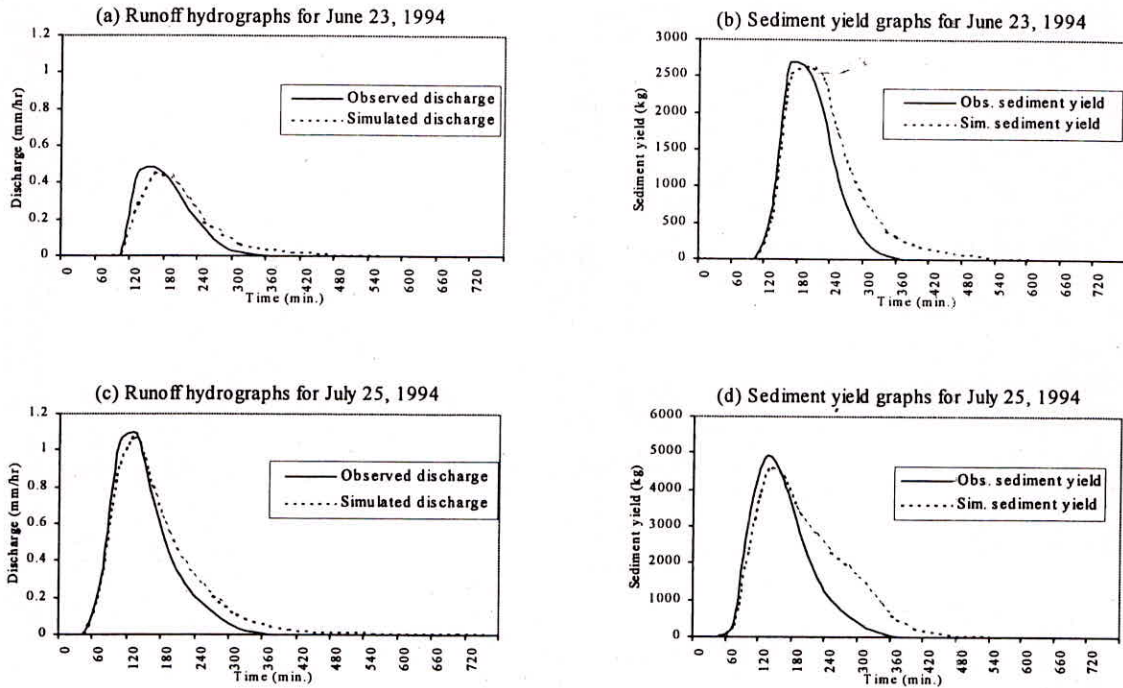 (a) Runoff hydrographs for June 23, 1994
1.2
1
0.8
0.6
0.4
0.2
0
Discharge (mm/hr)
Observed discharge
Simulated discharge
0 60 120 180 240 300 360 420 480 540 600 660 720
Time (min.)
(b) Sediment yield graphs for June 23, 1994
3000
2500
2000
1500
1000
500
0
Sediment yield (kg)
Obs. sediment yield
Sim. sediment yield
0 60 120 180 240 300 360 420 480 540 600 660 720
Time (min.)
(c) Runoff hydrographs for July 25, 1994
1.2
1
0.8
0.6
0.4
0.2
0
Discharge (mm/hr)
Observed discharge
Simulated discharge
0 60 120 180 240 300 360 420 480 540 600 660 720
Time (min.)
(d) Sediment yield graphs for July 25, 1994
6000
5000
4000
3000
2000
1000
0
Sediment yield (kg)
Obs. sediment yield
Sim. sediment yield
0 60 120 180 240 300 360 420 480 540 600 660 720
Time (min.)